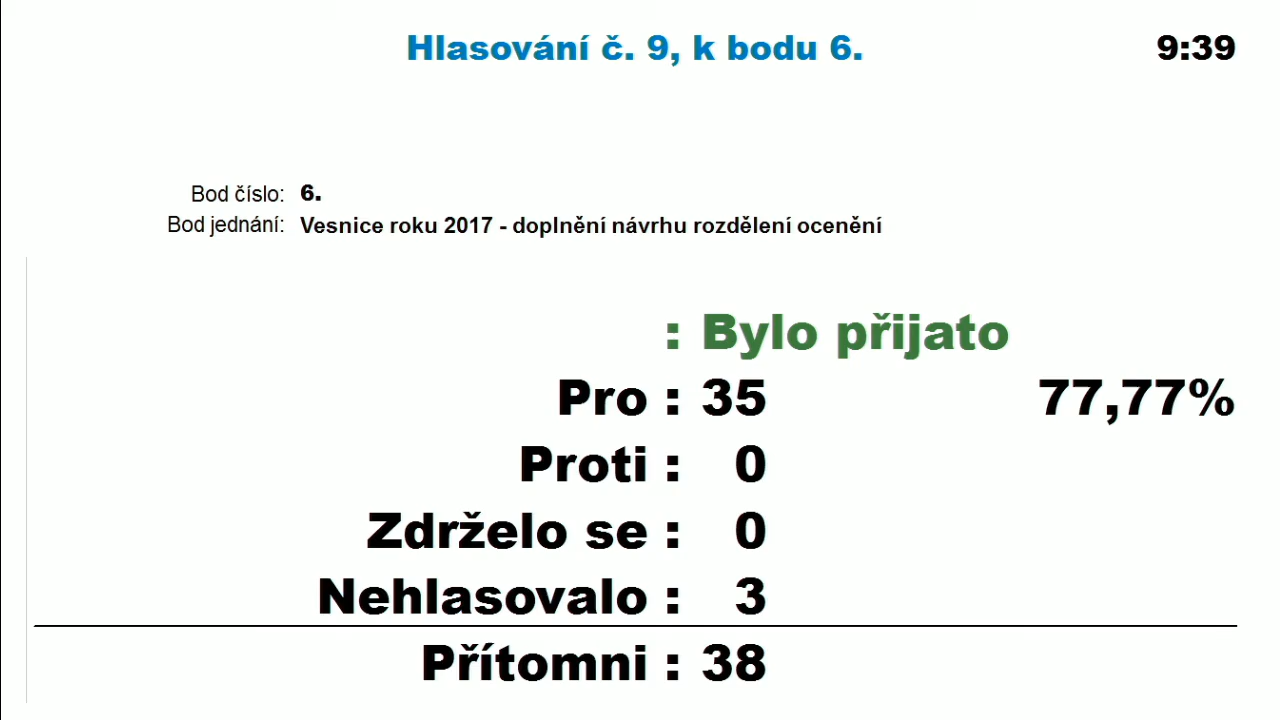 Hlasování č. 9, k bodu 6. 9:39
Bod číslo: 6.
Bod jednání: Vesnice roku 2017 - doplnění návrhu rozdělení ocenění
: Bylo přijato
Pro : 35 77,77%
Proti : 0
Zdrželo se : 0
Nehlasovalo : 3
Přítomni : 38